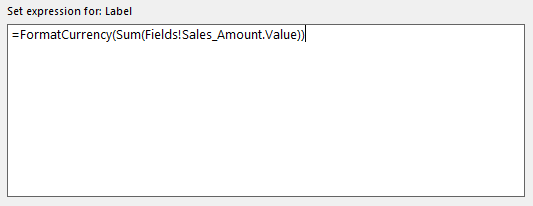 Set expression for: Label
=FormatCurrency(Sum(Fields!Sales_Amount.Value))